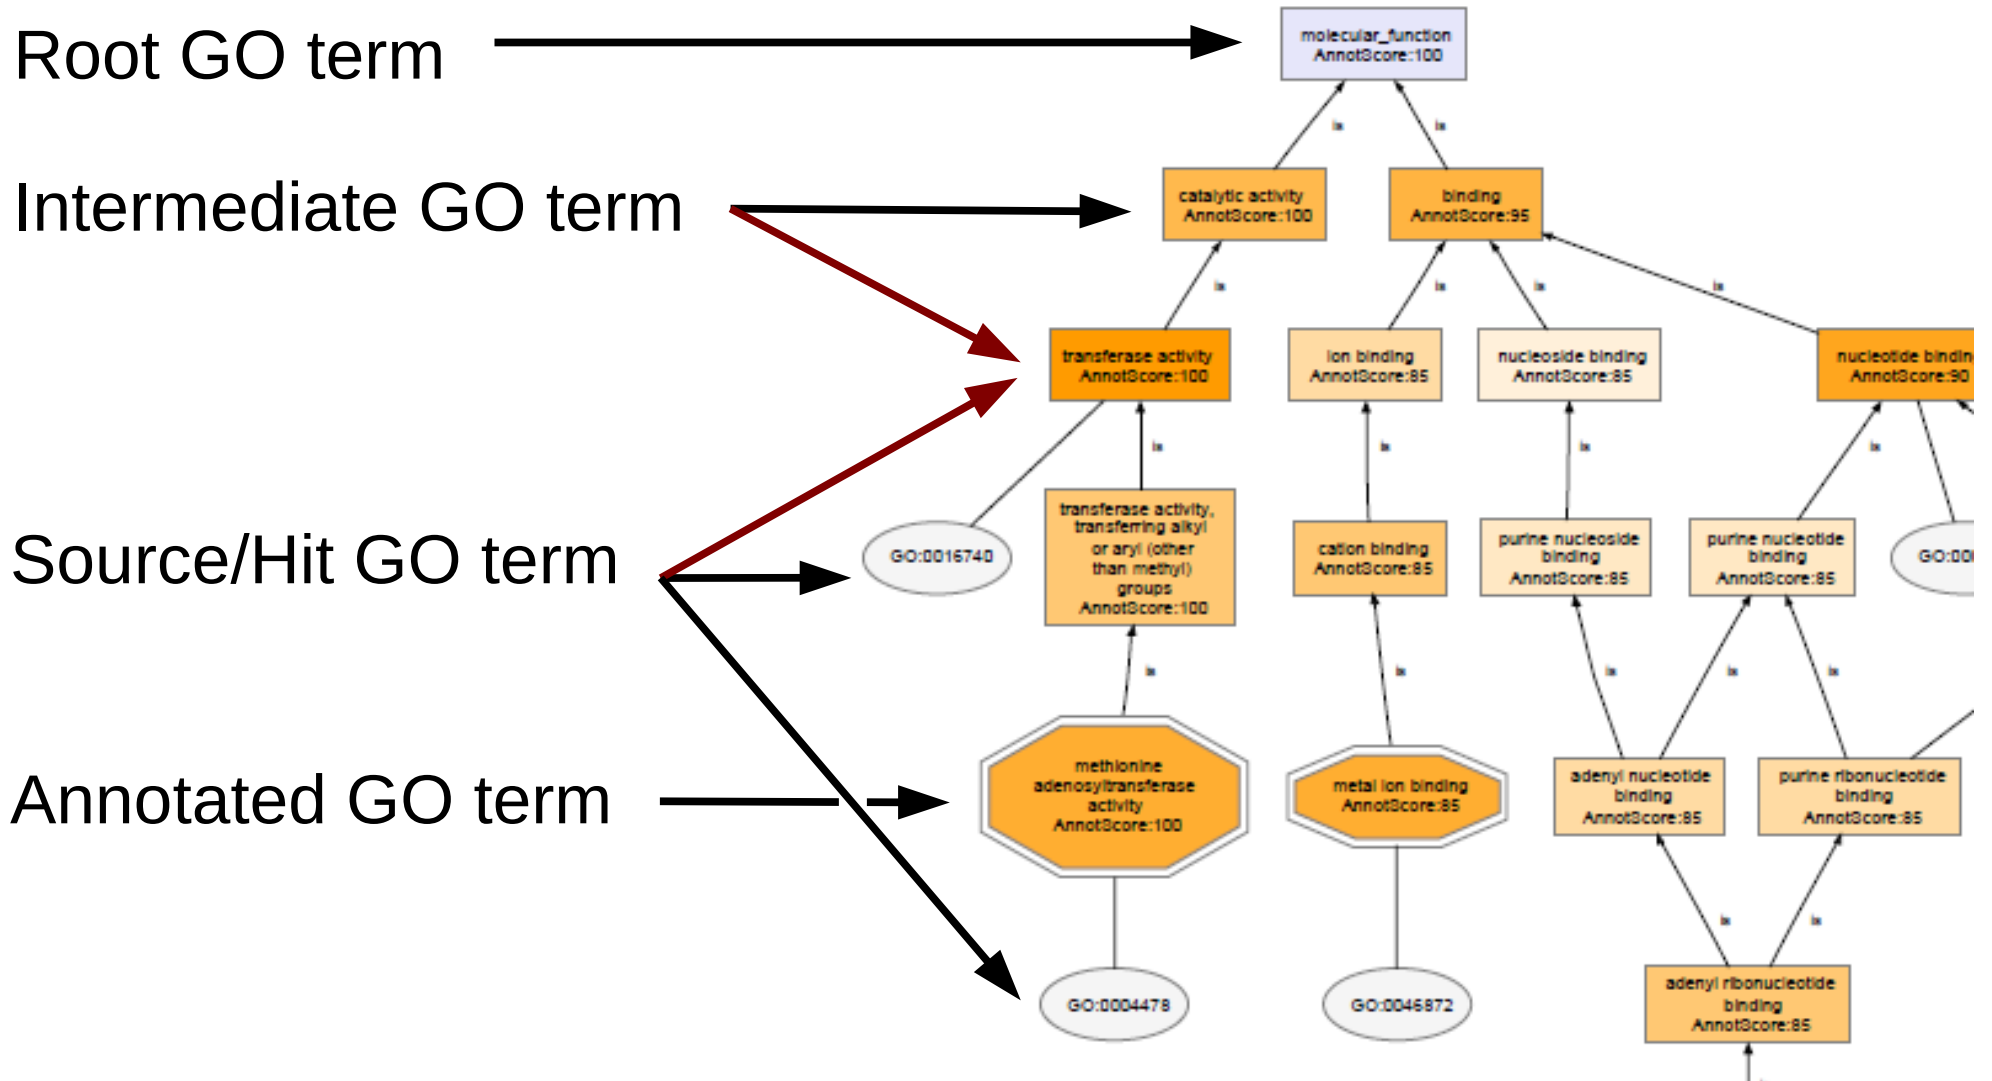 Root GO term
molecular_function
AnnotScore:100
is
is
Intermediate GO term
catalytic activity
AnnotScore:100
binding
AnnotScore:95
is
is
is
is
transferase activity
AnnotScore:100
ion binding
AnnotScore:85
nucleoside binding
AnnotScore:85
nucleotide bindin
AnnotScore:90
is
is
is
is
Source/Hit GO term
GO:0016740
transferase activity,
transferring alkyl
or aryl (other
than methyl)
groups
AnnotScore:100
cation binding
AnnotScore:85
purine nucleoside
binding
AnnotScore:85
purine nucleotide
binding
AnnotScore:85
GO:00
is
is
is
is
is
Annotated GO term
methionine
adenosyltransferase
activity
AnnotScore:100
metal ion binding
AnnotScore:85
adenyl nucleotide
binding
AnnotScore:85
purine ribonucleotide
binding
AnnotScore:85
is
is
GO:0004478
GO:0046872
adenyl ribonucleotide
binding
AnnotScore:85